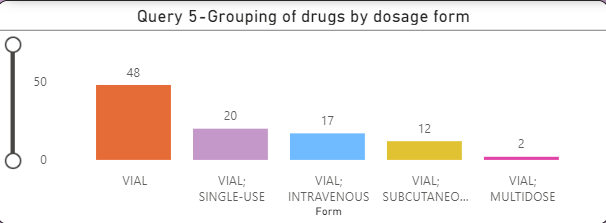 Query 5-Grouping of drugs by dosage form
50
0
48
20
17
12
2
VIAL
VIAL;
SINGLE-USE
VIAL;
INTRAVENOUS
VIAL;
SUBCUTANEO...
VIAL;
MULTIDOSE
Form